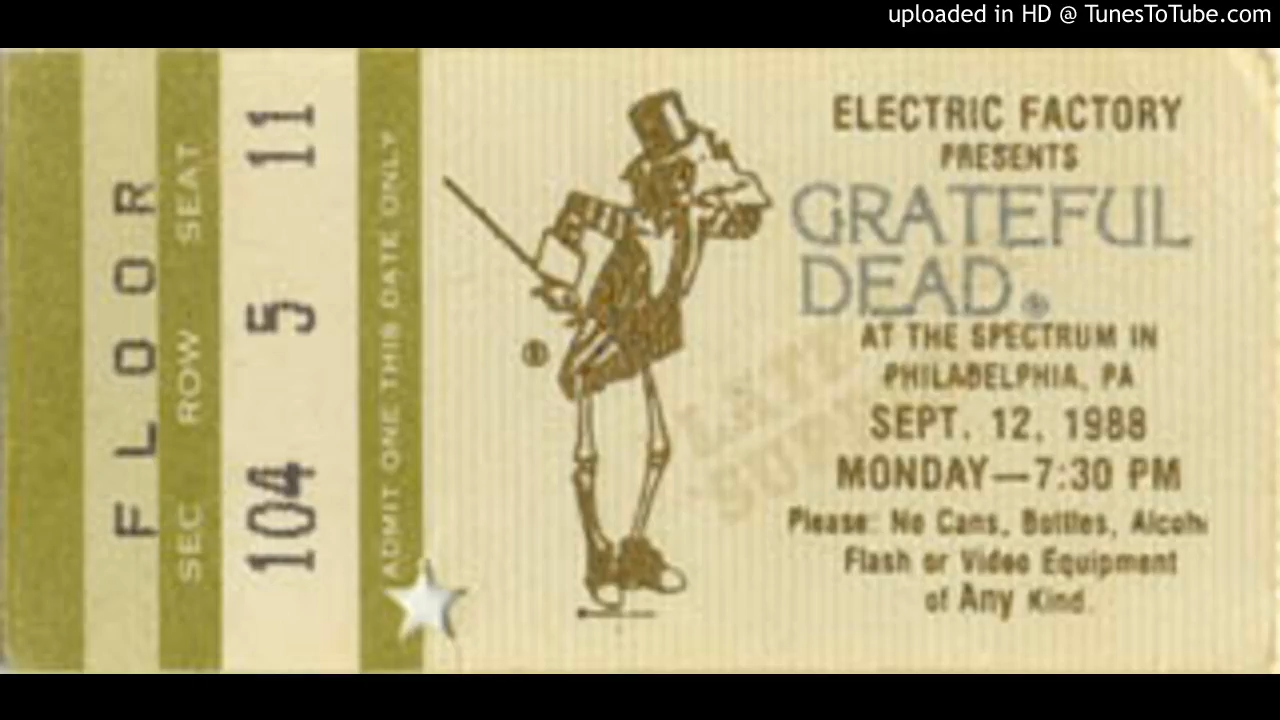 uploaded in HD @ TunesToTube.com
FLOOR
SEC ROW SEAT
104 5 11
ADMIT ONE THIS DATE ONLY
ELECTRIC FACTORY
PRESENTS
GRATEFUL
DEAD®
AT THE SPECTRUM IN
PHILADELPHIA, PA
SEPT. 12, 1988
MONDAY—7:30 PM
Please: No Cans, Bottles, Alcoh
Flash or Video Equipment
of Any Kind.